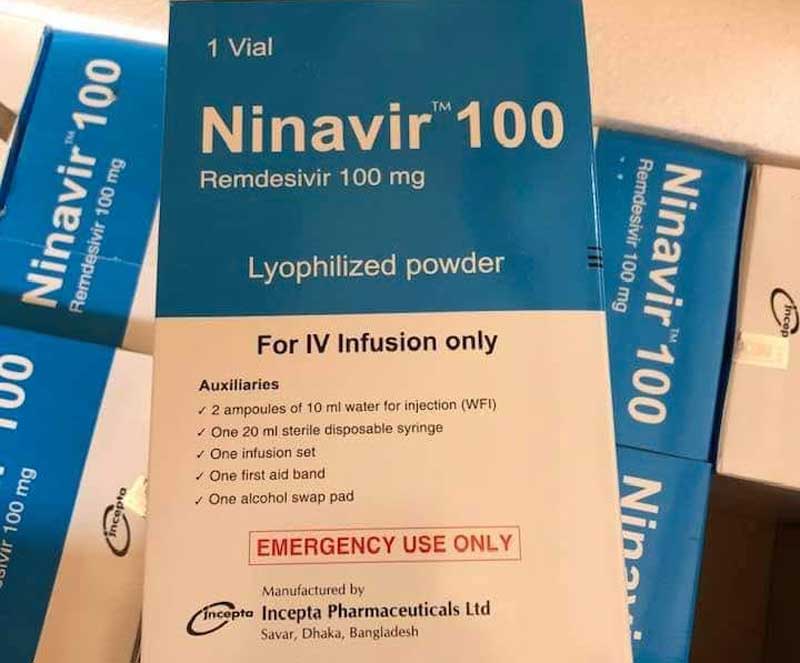 1 Vial
Ninavir™ 100
Remdesivir 100 mg
Lyophilized powder
For IV Infusion only
Auxiliaries
✓ 2 ampoules of 10 ml water for injection (WFI)
✓ One 20 ml sterile disposable syringe
✓ One infusion set
✓ One first aid band
✓ One alcohol swap pad
EMERGENCY USE ONLY
Manufactured by
Incepta Incepta Pharmaceuticals Ltd
Savar, Dhaka, Bangladesh
Ninavir™ 100
Remdesivir 100 mg
100
100 mg
Incepta
Ninavir™ 100
Remdesivir 100 mg